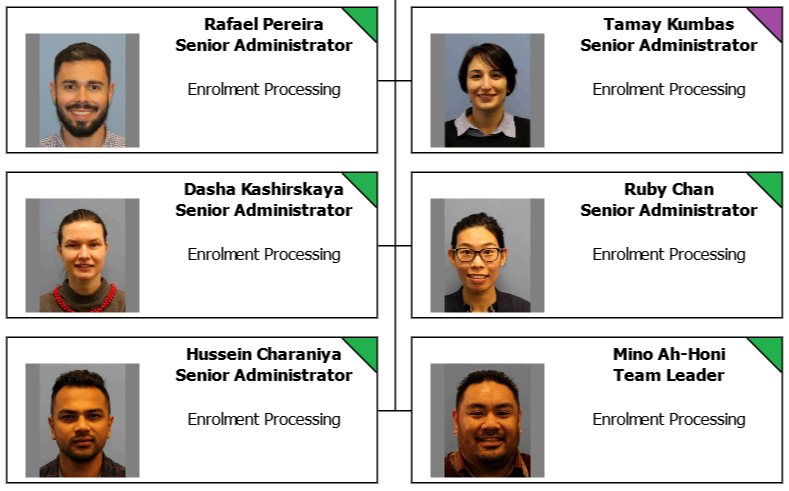 Rafael Pereira
Senior Administrator
Enrolment Processing
Tamay Kumbas
Senior Administrator
Enrolment Processing
Dasha Kashirskaya
Senior Administrator
Enrolment Processing
Ruby Chan
Senior Administrator
Enrolment Processing
Hussein Charaniya
Senior Administrator
Enrolment Processing
Mino Ah-Honi
Team Leader
Enrolment Processing